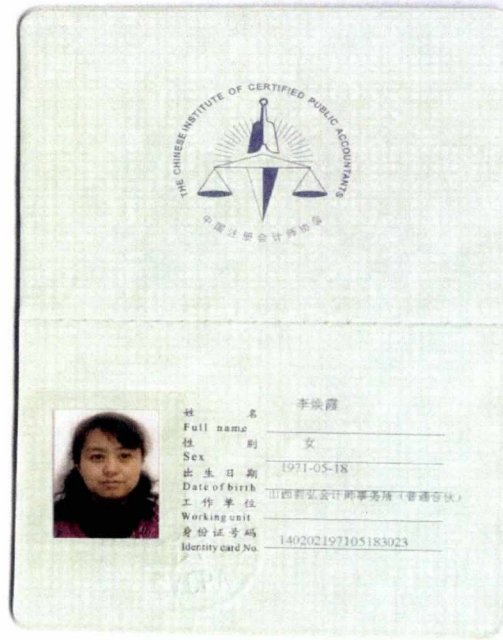 THE CHINESE INSTITUTE OF CERTIFIED PUBLIC ACCOUNTANTS
中国注册会计师协会
姓 名 李焕霞
Full name
性 别 女
Sex
出生日期 1971-05-18
Date of birth
工作单位 山西 弘会计师事务所（普通合伙）
Working unit
身份证号码 140202197105183023
Identity card No.